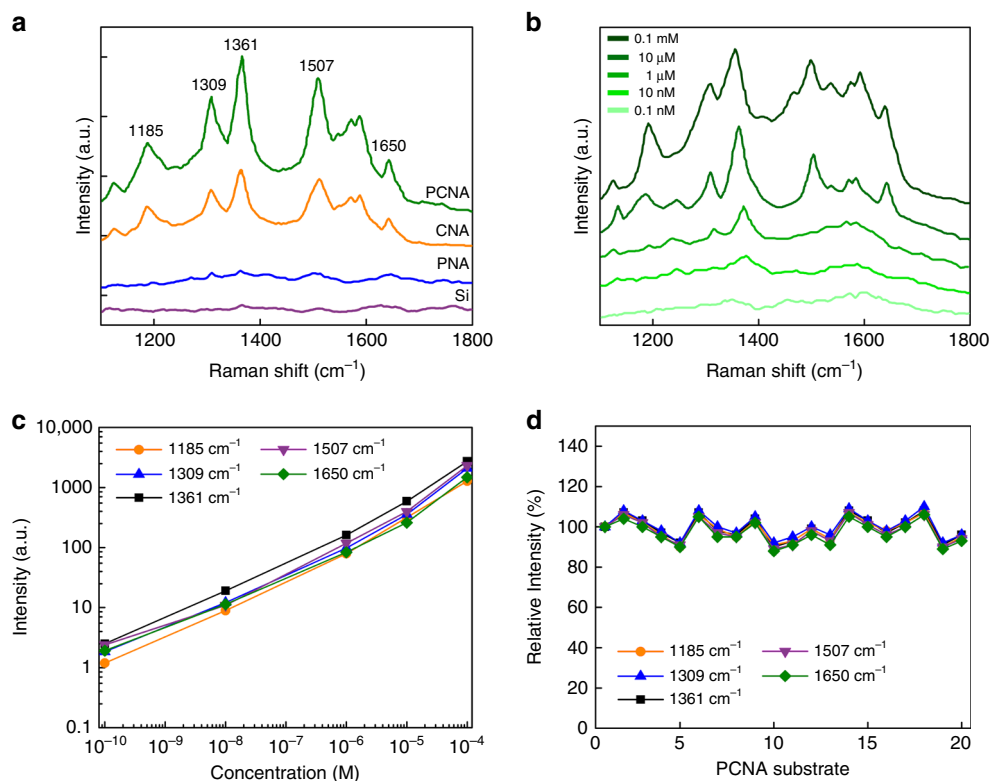 a
1361
1507
1309
1185
1650
PCNA
CNA
PNA
Si
Intensity (a.u.)
1200 1400 1600 1800
Raman shift (cm⁻¹)
b
0.1 mM
10 μM
1 μM
10 nM
0.1 nM
Intensity (a.u.)
1200 1400 1600 1800
Raman shift (cm⁻¹)
c
10,000
1000
100
10
1
0.1
Intensity (a.u.)
1185 cm⁻¹ 1507 cm⁻¹
1309 cm⁻¹ 1650 cm⁻¹
1361 cm⁻¹
10⁻¹⁰ 10⁻⁹ 10⁻⁸ 10⁻⁷ 10⁻⁶ 10⁻⁵ 10⁻⁴
Concentration (M)
d
140
120
100
80
60
40
20
0
Relative Intensity (%)
1185 cm⁻¹ 1507 cm⁻¹
1309 cm⁻¹ 1650 cm⁻¹
1361 cm⁻¹
0 5 10 15 20
PCNA substrate